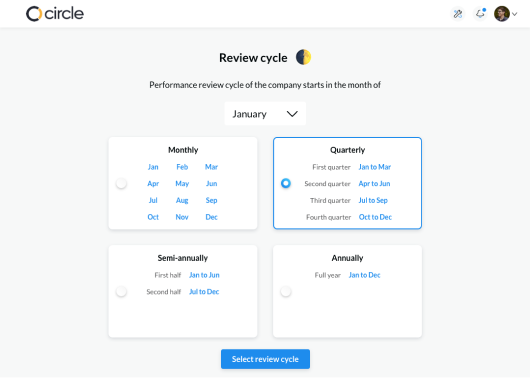 circle
Review cycle
Performance review cycle of the company starts in the month of
January
Monthly
Jan Feb Mar
Apr May Jun
Jul Aug Sep
Oct Nov Dec
Quarterly
First quarter Jan to Mar
Second quarter Apr to Jun
Third quarter Jul to Sep
Fourth quarter Oct to Dec
Semi-annually
First half Jan to Jun
Second half Jul to Dec
Annually
Full year Jan to Dec
Select review cycle